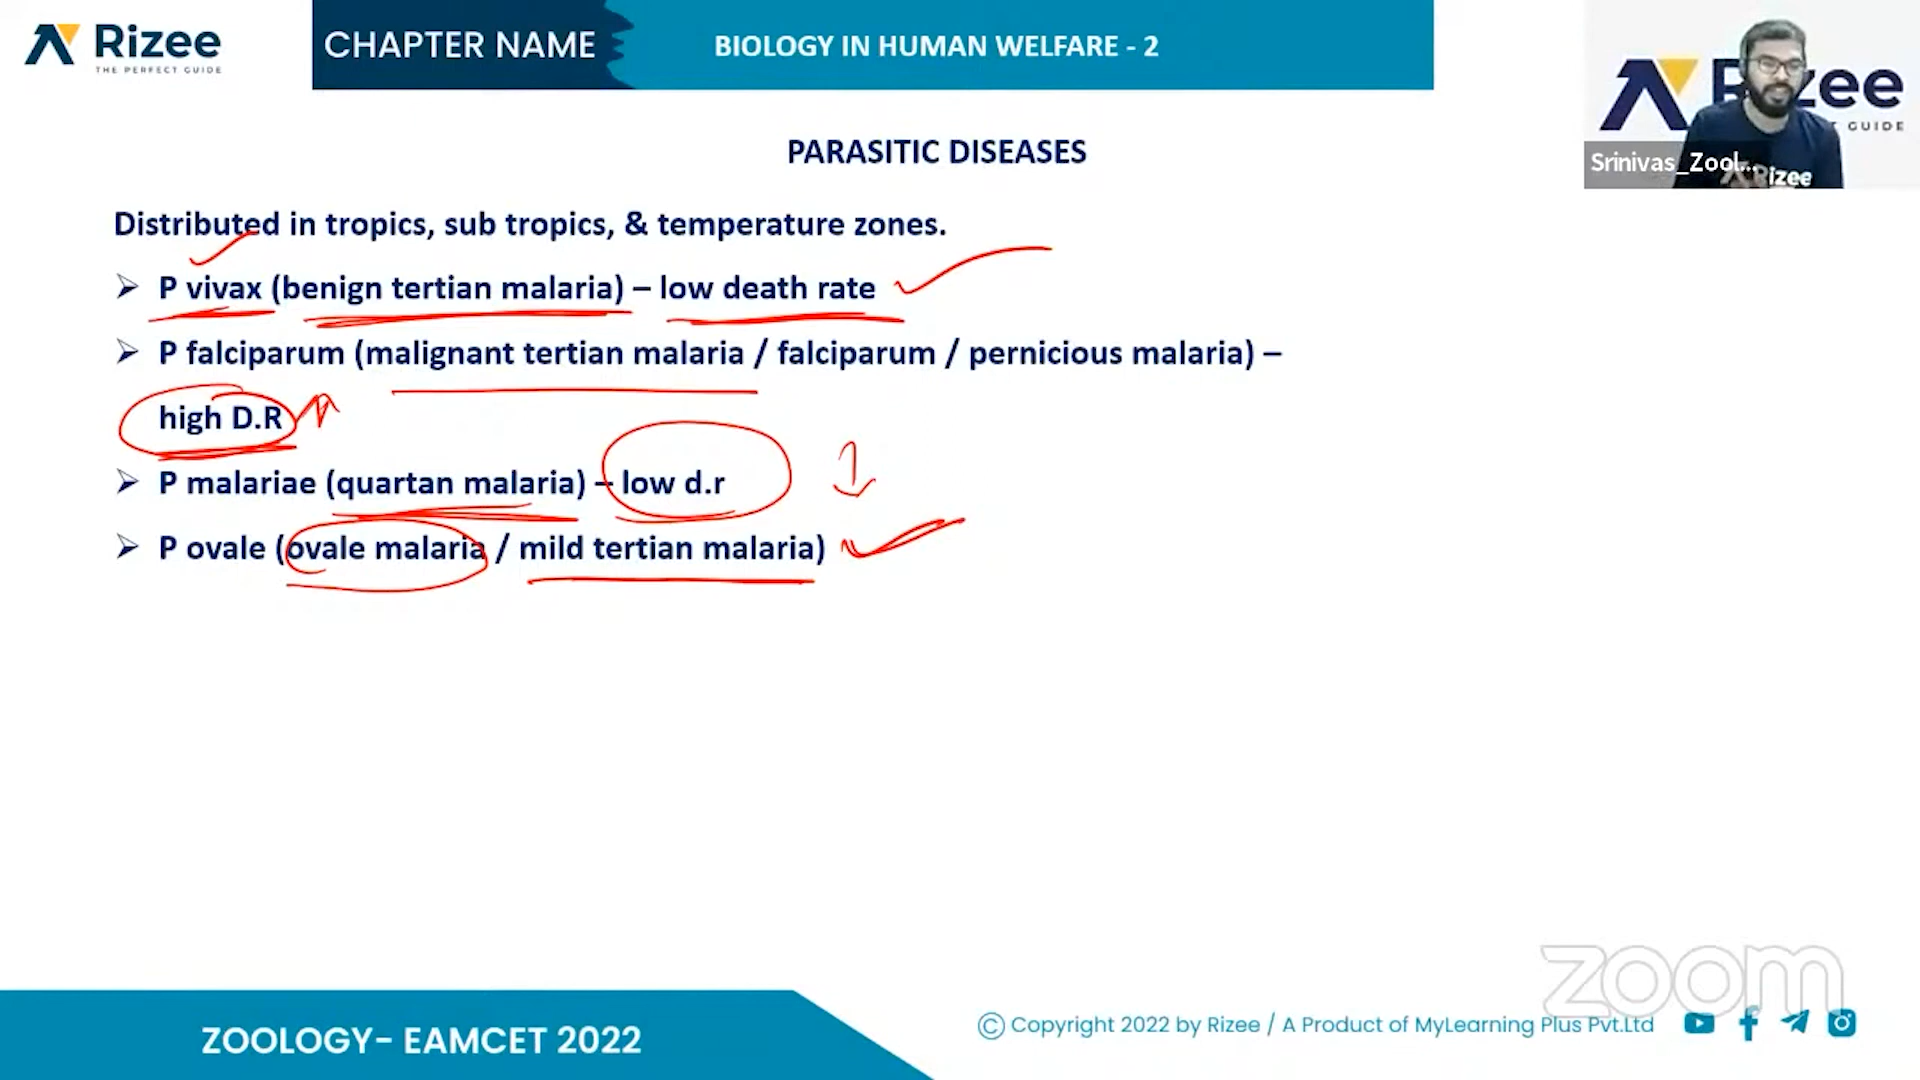 Rizee
THE PERFECT GUIDE
CHAPTER NAME
BIOLOGY IN HUMAN WELFARE - 2
zee
GUIDE
Srinivas_Zool...
Rizee
PARASITIC DISEASES
Distributed in tropics, sub tropics, & temperature zones.
➢ P vivax (benign tertian malaria) – low death rate
➢ P falciparum (malignant tertian malaria / falciparum / pernicious malaria) –
high D.R
➢ P malariae (quartan malaria) – low d.r
➢ P ovale (ovale malaria / mild tertian malaria)
zoom
ZOOLOGY- EAMCET 2022
© Copyright 2022 by Rizee / A Product of MyLearning Plus Pvt.Ltd